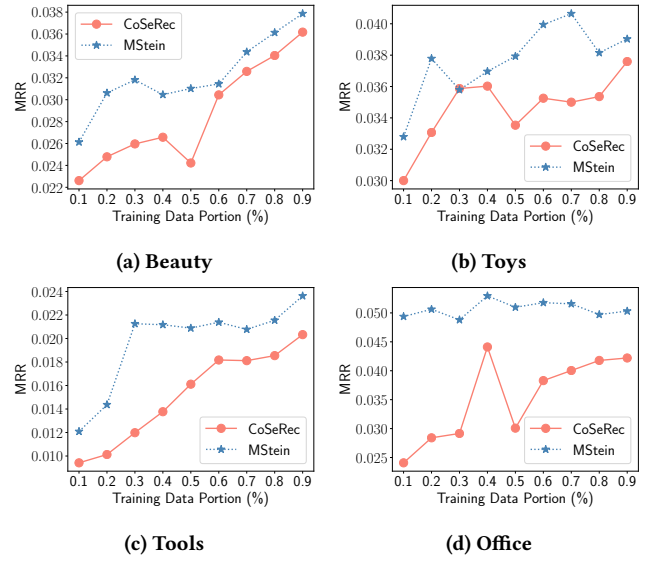 0.038
0.036
0.034
0.032
0.030
0.028
0.026
0.024
0.022
MRR
CoSeRec
MStein
0.1 0.2 0.3 0.4 0.5 0.6 0.7 0.8 0.9
Training Data Portion (%)
(a) Beauty
0.040
0.038
0.036
0.034
0.032
0.030
MRR
CoSeRec
MStein
0.1 0.2 0.3 0.4 0.5 0.6 0.7 0.8 0.9
Training Data Portion (%)
(b) Toys
0.024
0.022
0.020
0.018
0.016
0.014
0.012
0.010
MRR
CoSeRec
MStein
0.1 0.2 0.3 0.4 0.5 0.6 0.7 0.8 0.9
Training Data Portion (%)
(c) Tools
0.050
0.045
0.040
0.035
0.030
0.025
MRR
CoSeRec
MStein
0.1 0.2 0.3 0.4 0.5 0.6 0.7 0.8 0.9
Training Data Portion (%)
(d) Office